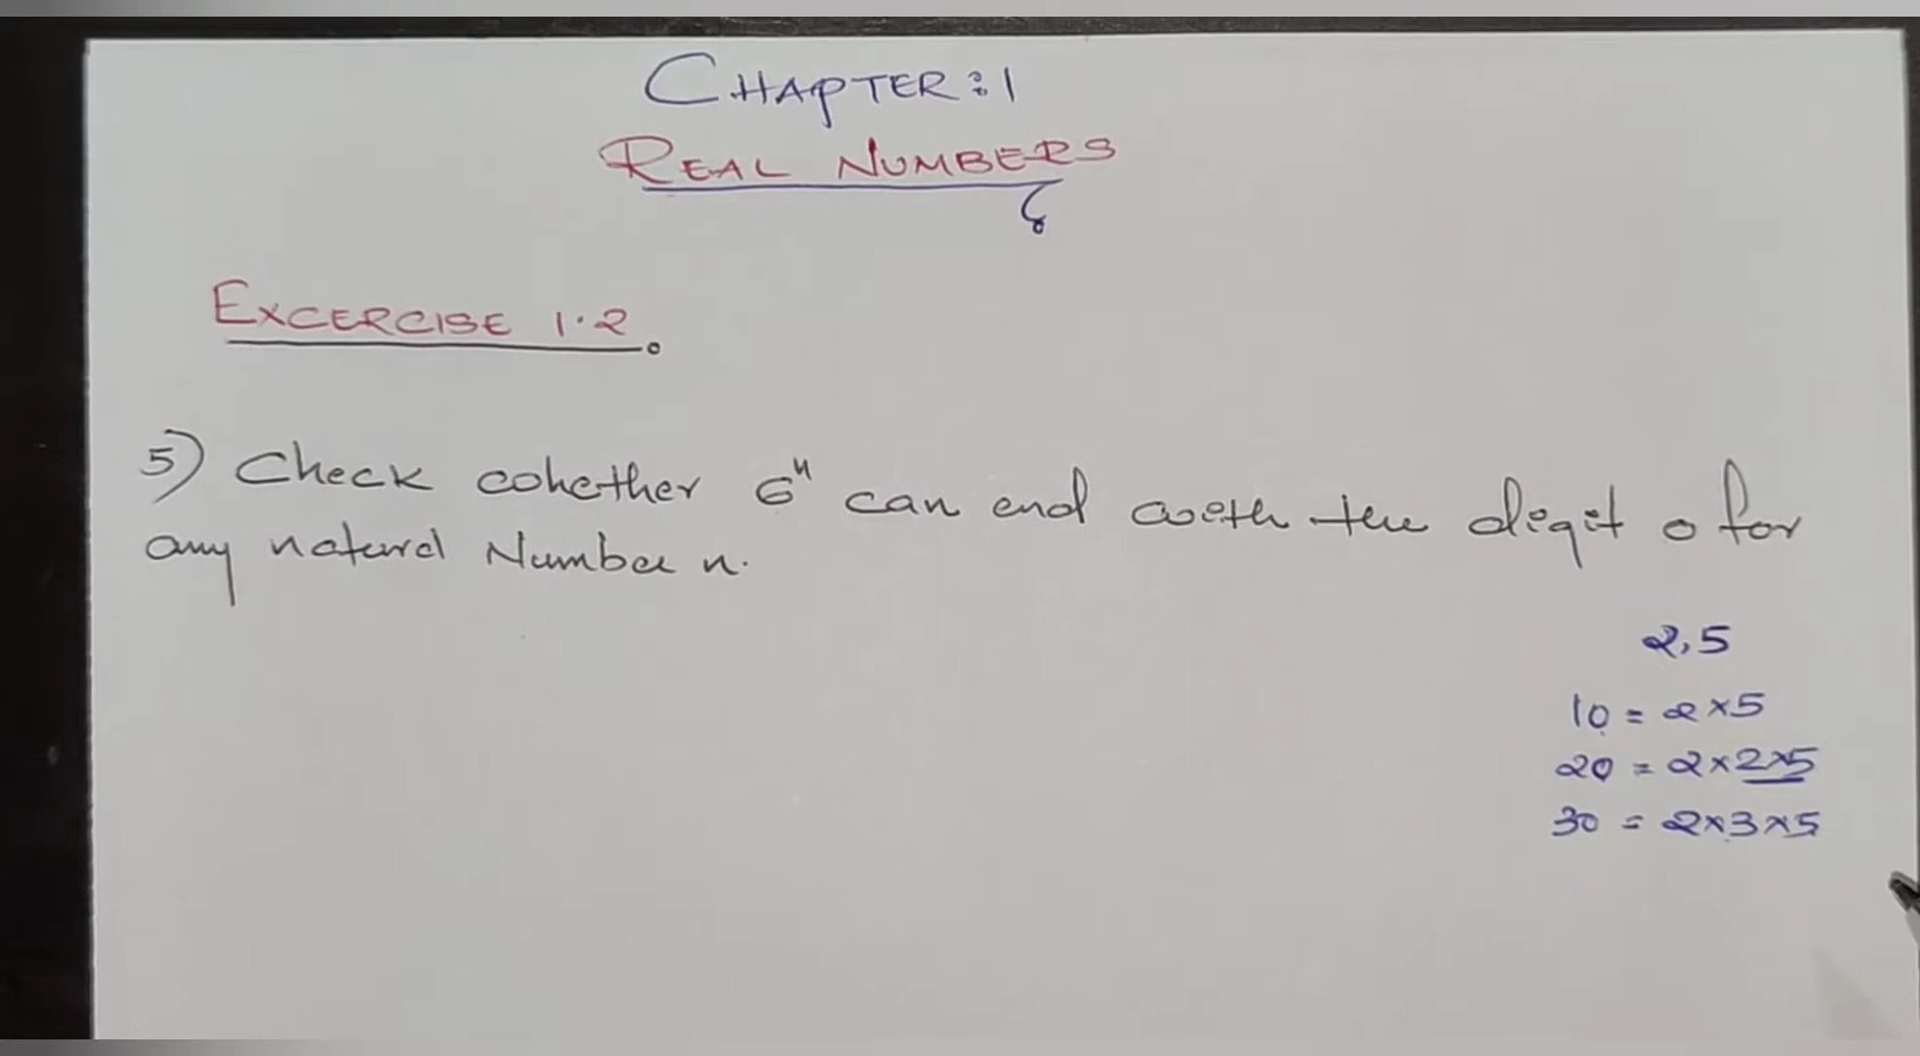 CHAPTER:1
REAL NUMBERS
EXCERCISE 1.2
5) Check whether 6ⁿ can end with the digit 0 for
any natural Number n.
2,5
10 = 2×5
20 = 2×2×5
30 = 2×3×5